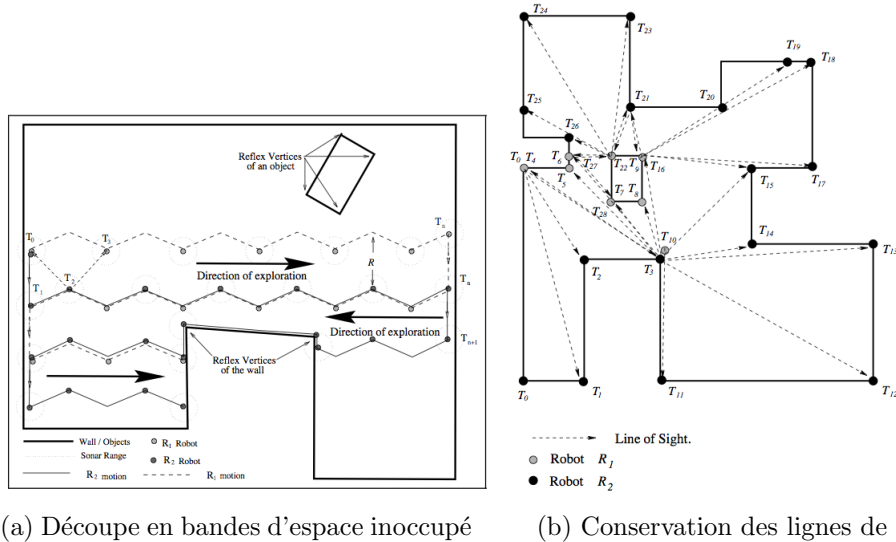 Reflex Vertices
of an object
T0
T3
Tn
T2
R
Direction of exploration
T1
Tn
Direction of exploration
Tn+1
Reflex Vertices
of the wall
Wall / Objects
R1 Robot
Sonar Range
R2 Robot
R2 motion
R1 motion
(a) Découpe en bandes d'espace inoccupé
T24
T23
T19
T18
T25
T21
T20
T26
T6
T0 T4
T27
T22
T9
T16
T5
T7
T8
T15
T17
T28
T10
T14
T13
T2
T3
T0
T1
T11
T12
Line of Sight.
Robot R1
Robot R2
(b) Conservation des lignes de